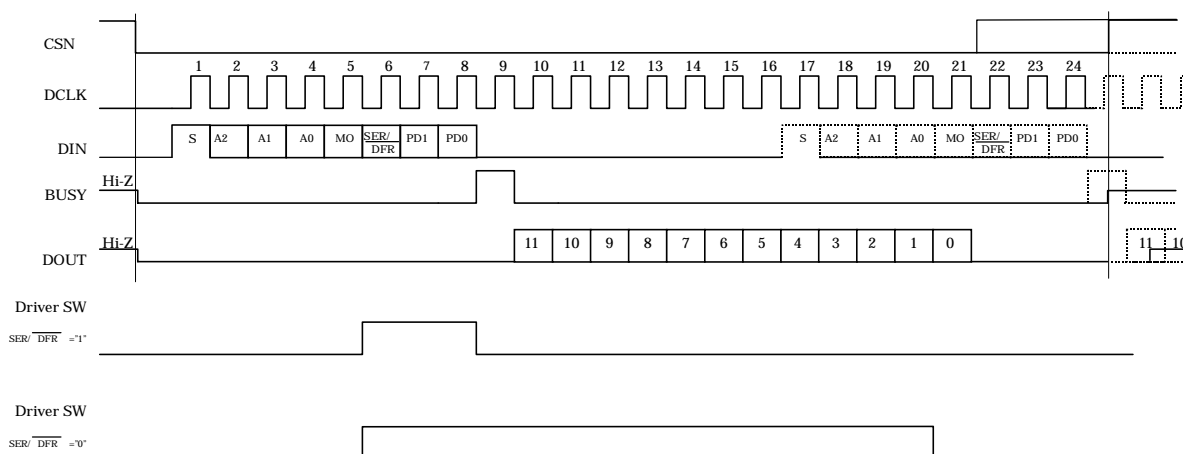 CSN
1 2 3 4 5 6 7 8 9 10 11 12 13 14 15 16 17 18 19 20 21 22 23 24
DCLK
DIN
S A2 A1 A0 MO SER/DFR PD1 PD0 S A2 A1 A0 MO SER/DFR PD1 PD0
Hi-Z
BUSY
Hi-Z
DOUT
11 10 9 8 7 6 5 4 3 2 1 0 11 10
Driver SW
SER/ DFR ="1"
Driver SW
SER/ DFR ="0"